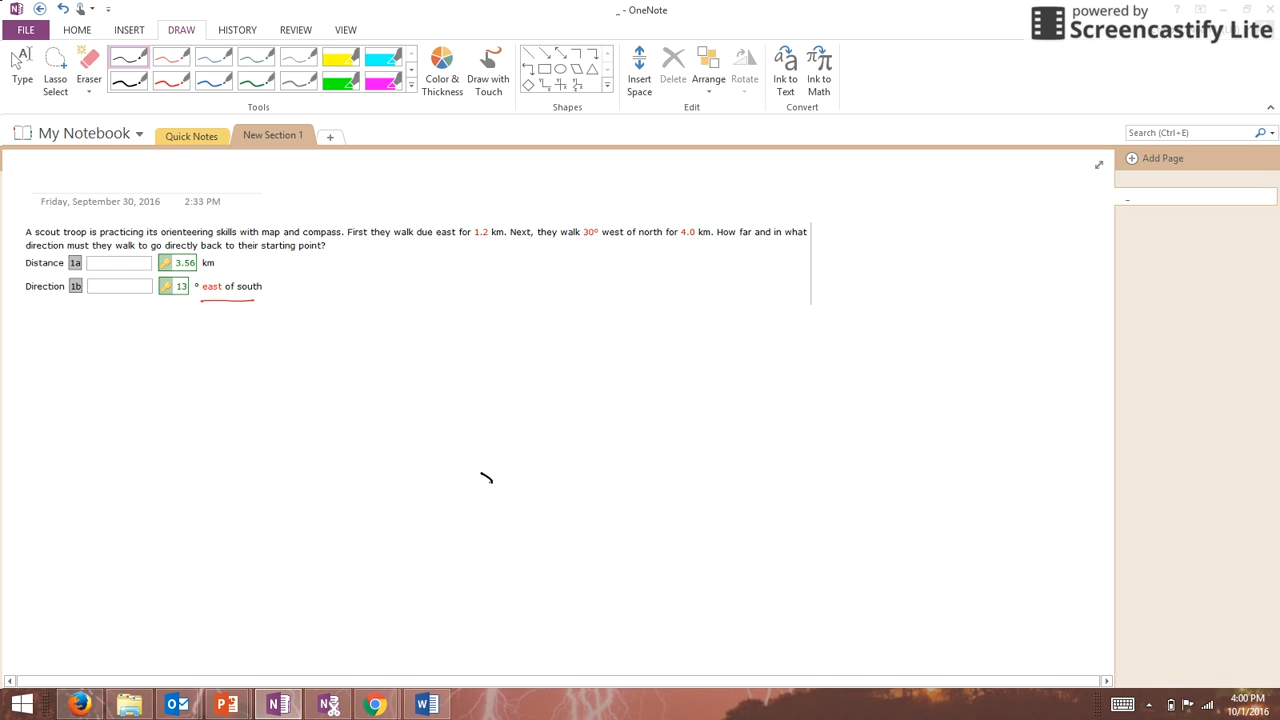 _ - OneNote
powered by
Screencastify Lite
FILE HOME INSERT DRAW HISTORY REVIEW VIEW
Type
Lasso Select
Eraser
Color & Thickness
Draw with Touch
Insert Space
Delete
Arrange
Rotate
Ink to Text
Ink to Math
Tools Shapes Edit Convert
My Notebook Quick Notes New Section 1 +
Search (Ctrl+E)
Add Page
_
Friday, September 30, 2016 2:33 PM
A scout troop is practicing its orienteering skills with map and compass. First they walk due east for 1.2 km. Next, they walk 30° west of north for 4.0 km. How far and in what
direction must they walk to go directly back to their starting point?
Distance 1a 3.56 km
Direction 1b 13 ° east of south
4:00 PM
10/1/2016